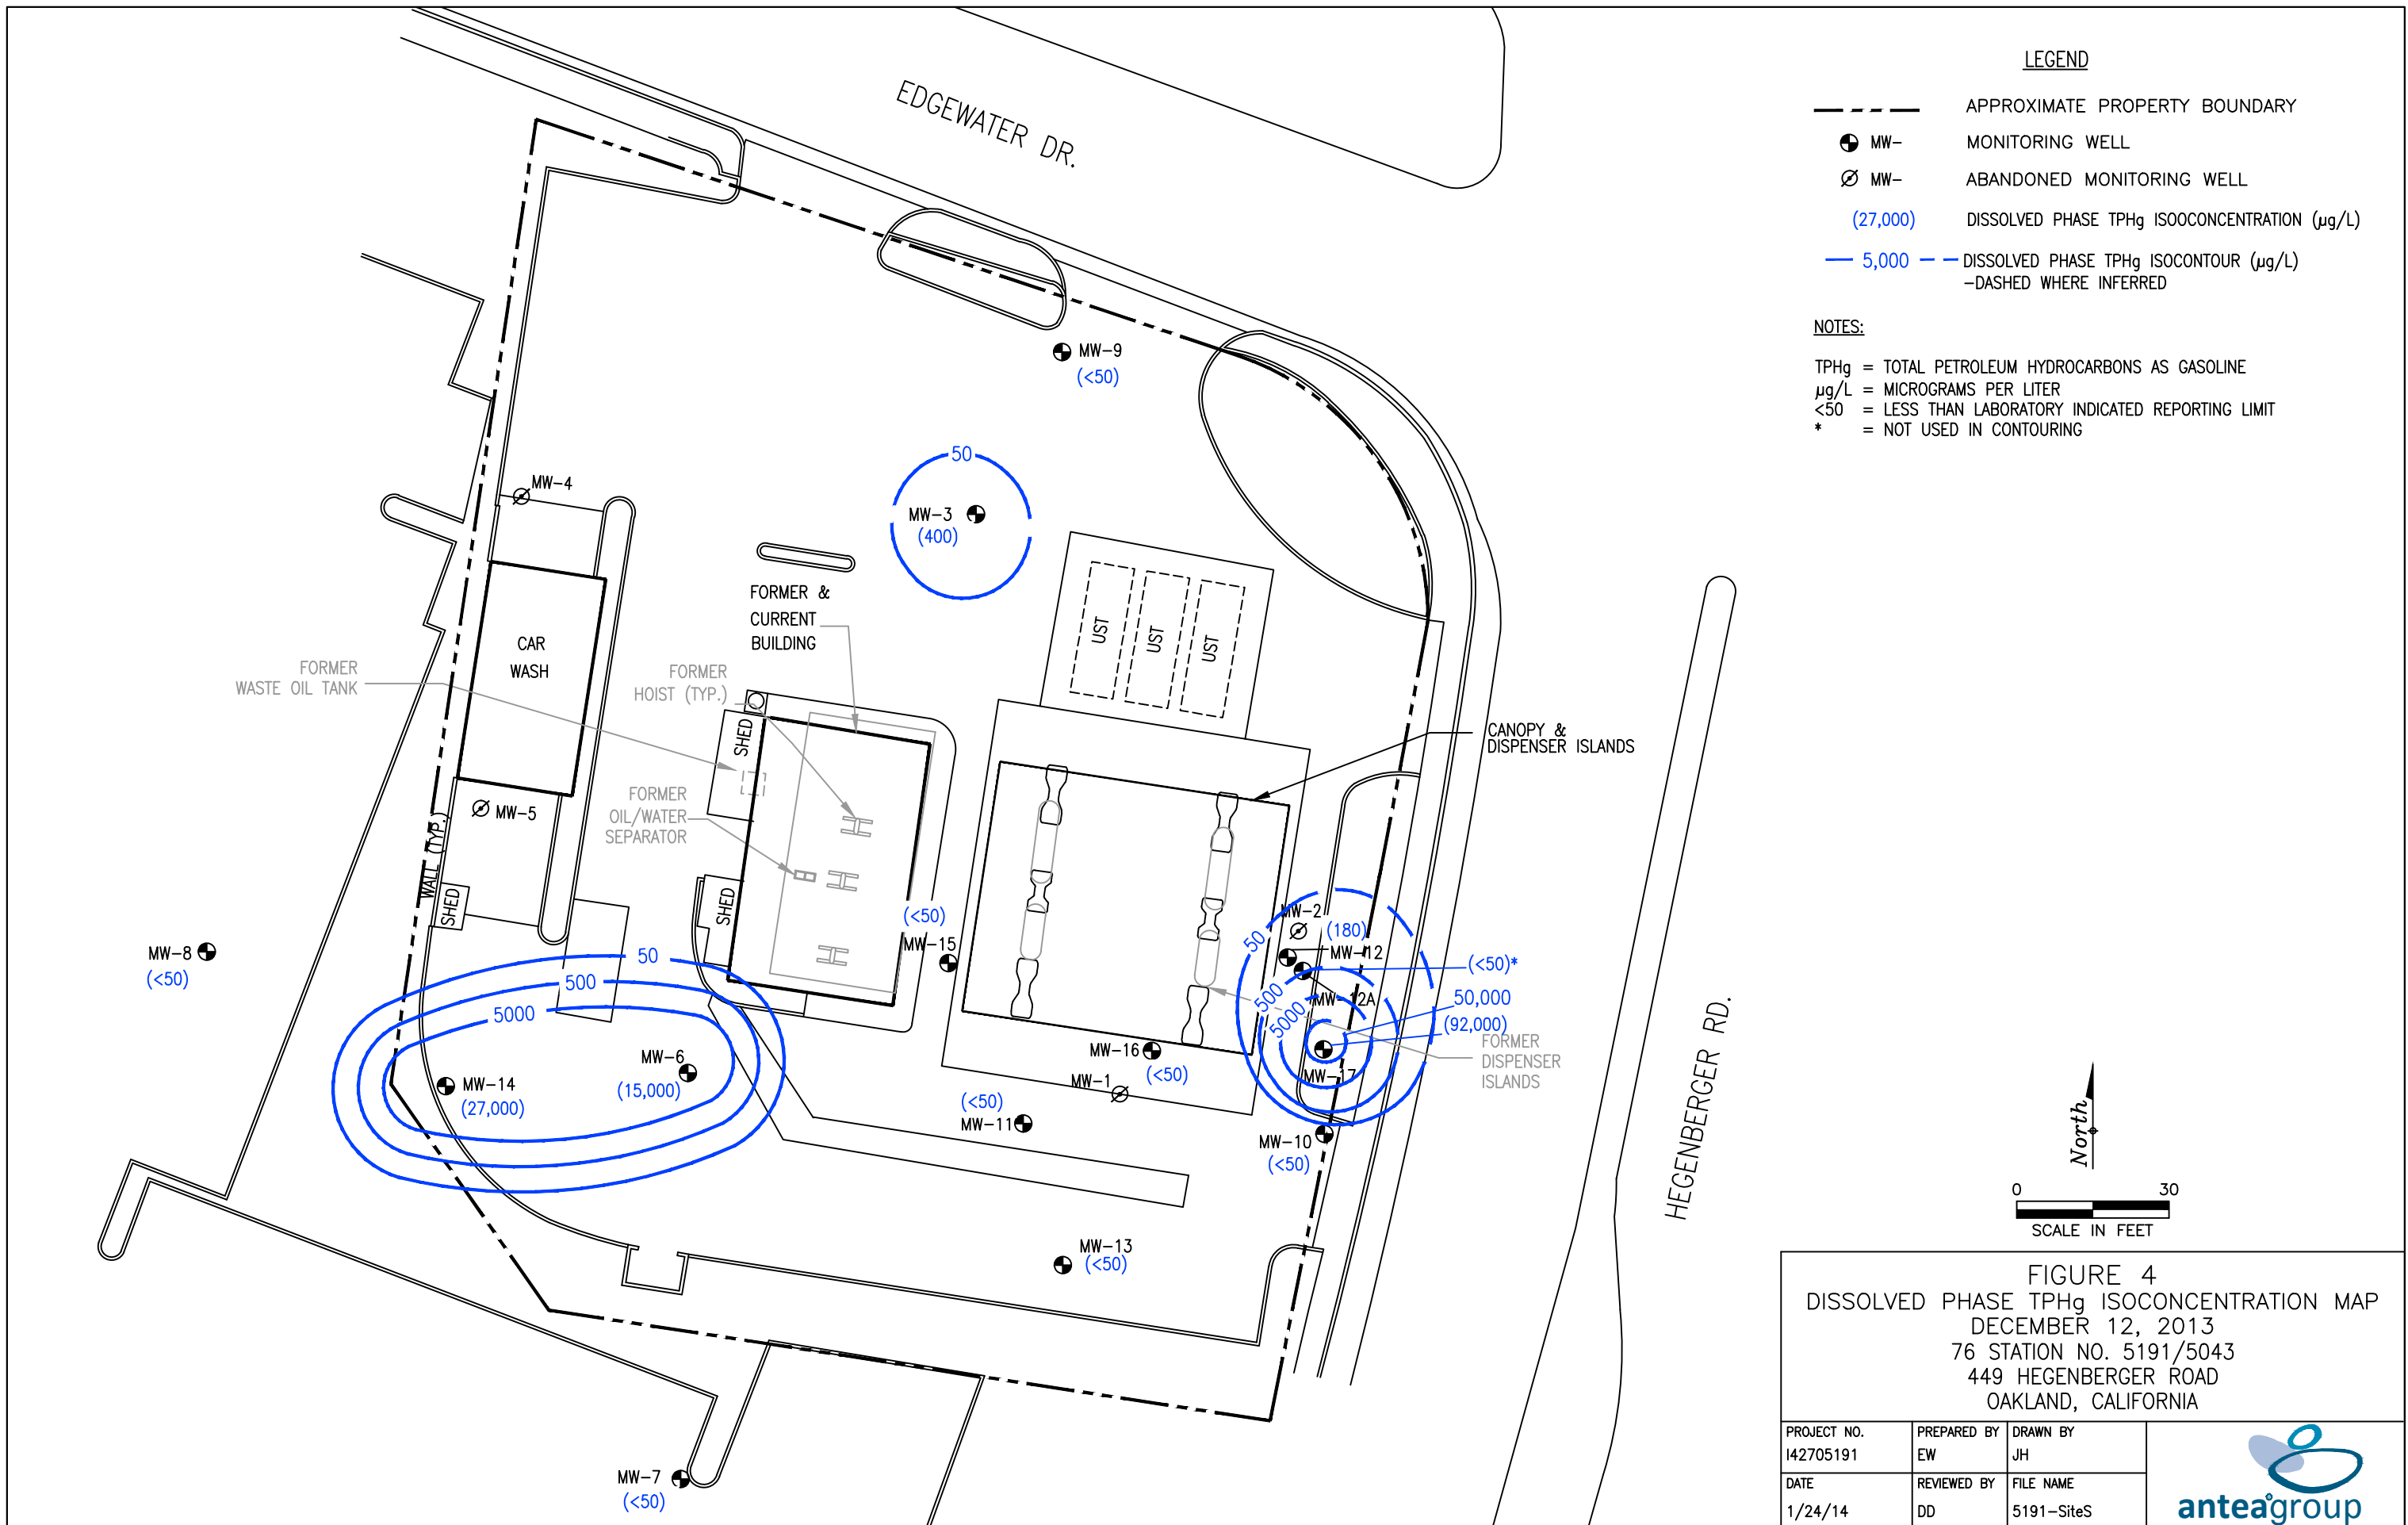 EDGEWATER DR.
LEGEND
APPROXIMATE PROPERTY BOUNDARY
MW- MONITORING WELL
MW- ABANDONED MONITORING WELL
(27,000) DISSOLVED PHASE TPHg ISOOCONCENTRATION (µg/L)
5,000 DISSOLVED PHASE TPHg ISOCONTOUR (µg/L)
-DASHED WHERE INFERRED
NOTES:
TPHg = TOTAL PETROLEUM HYDROCARBONS AS GASOLINE
µg/L = MICROGRAMS PER LITER
<50 = LESS THAN LABORATORY INDICATED REPORTING LIMIT
* = NOT USED IN CONTOURING
MW-9
(<50)
50
MW-3
(400)
MW-4
FORMER &
CURRENT
BUILDING
UST
UST
UST
CAR
WASH
FORMER
WASTE OIL TANK
FORMER
HOIST (TYP.)
SHED
CANOPY &
DISPENSER ISLANDS
FORMER
OIL/WATER
SEPARATOR
MW-5
WALL (TYP.)
SHED
SHED
(<50)
MW-15
MW-2
(180)
50
MW-12
(<50)*
MW-12A
500
50,000
5000
(92,000)
FORMER
DISPENSER
ISLANDS
MW-17
MW-8
(<50)
50
500
5000
MW-6
(15,000)
MW-14
(27,000)
MW-16
(<50)
MW-1
(<50)
MW-11
MW-10
(<50)
MW-13
(<50)
MW-7
(<50)
HEGENBERGER RD.
North
0 30
SCALE IN FEET
FIGURE 4
DISSOLVED PHASE TPHg ISOCONCENTRATION MAP
DECEMBER 12, 2013
76 STATION NO. 5191/5043
449 HEGENBERGER ROAD
OAKLAND, CALIFORNIA
PROJECT NO. PREPARED BY DRAWN BY
I42705191 EW JH
DATE REVIEWED BY FILE NAME
1/24/14 DD 5191-SiteS
anteagroup